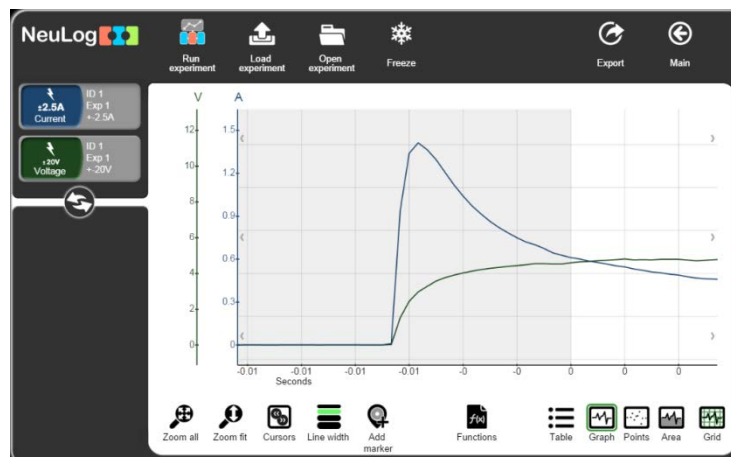 NeuLog
Run
experiment
Load
experiment
Open
experiment
Freeze
Export
Main
±2.5A
Current
ID 1
Exp 1
+-2.5A
±20V
Voltage
ID 1
Exp 1
+-20V
V A
12
10
8
6
4
2
0
1.5
1.2
0.9
0.6
0.3
0
-0.01 -0.01 -0.01 -0.01 -0 -0 0 0 0
Seconds
Zoom all
Zoom fit
Cursors
Line width
Add
marker
f(x)
Functions
Table
Graph
Points
Area
Grid